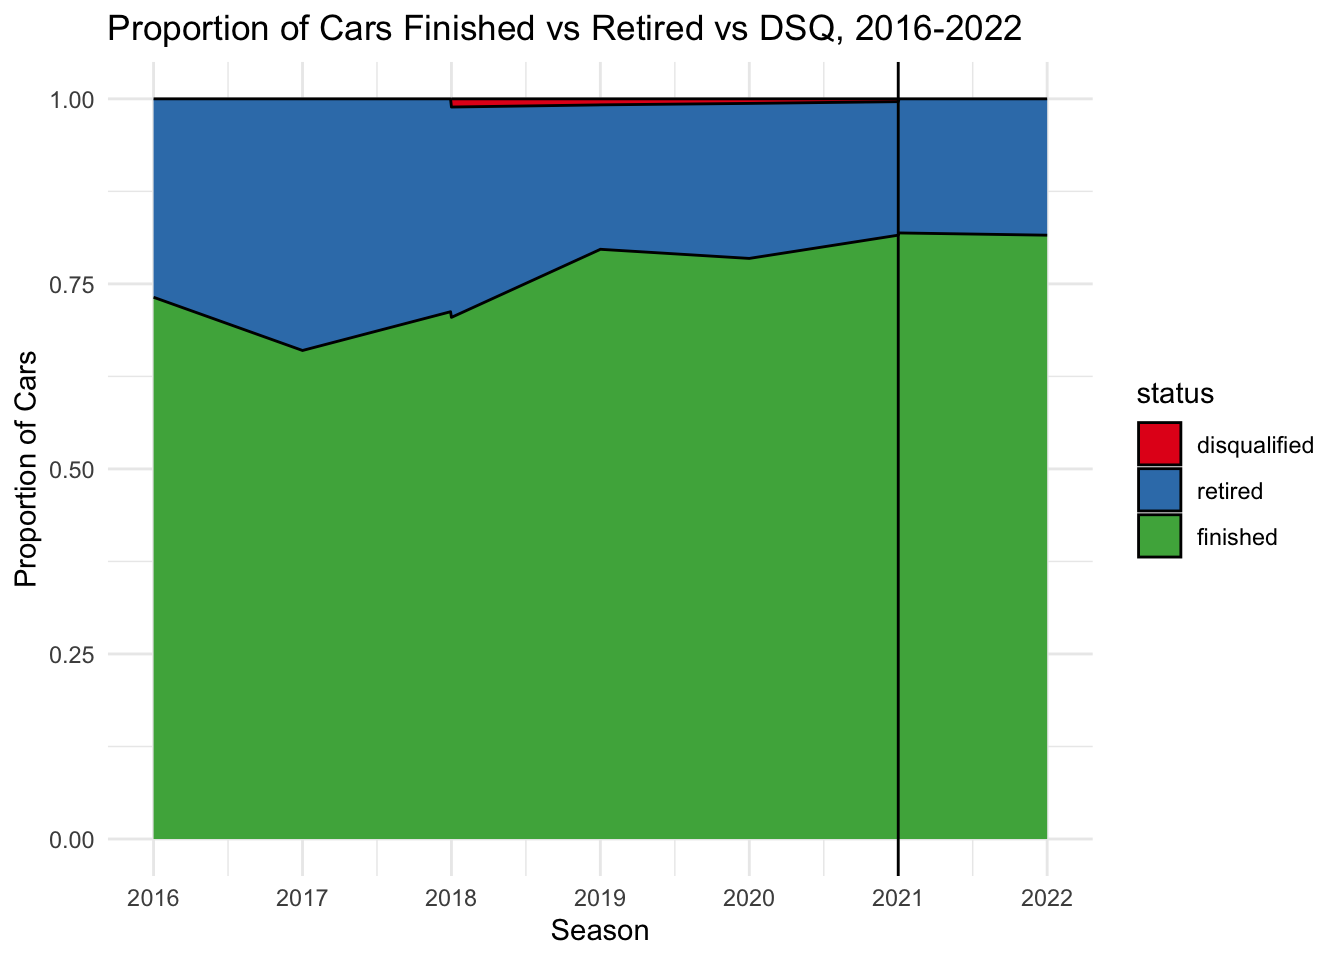 Proportion of Cars Finished vs Retired vs DSQ, 2016-2022
1.00
0.75
0.50
0.25
0.00
Proportion of Cars
2016 2017 2018 2019 2020 2021 2022
Season
status
disqualified
retired
finished